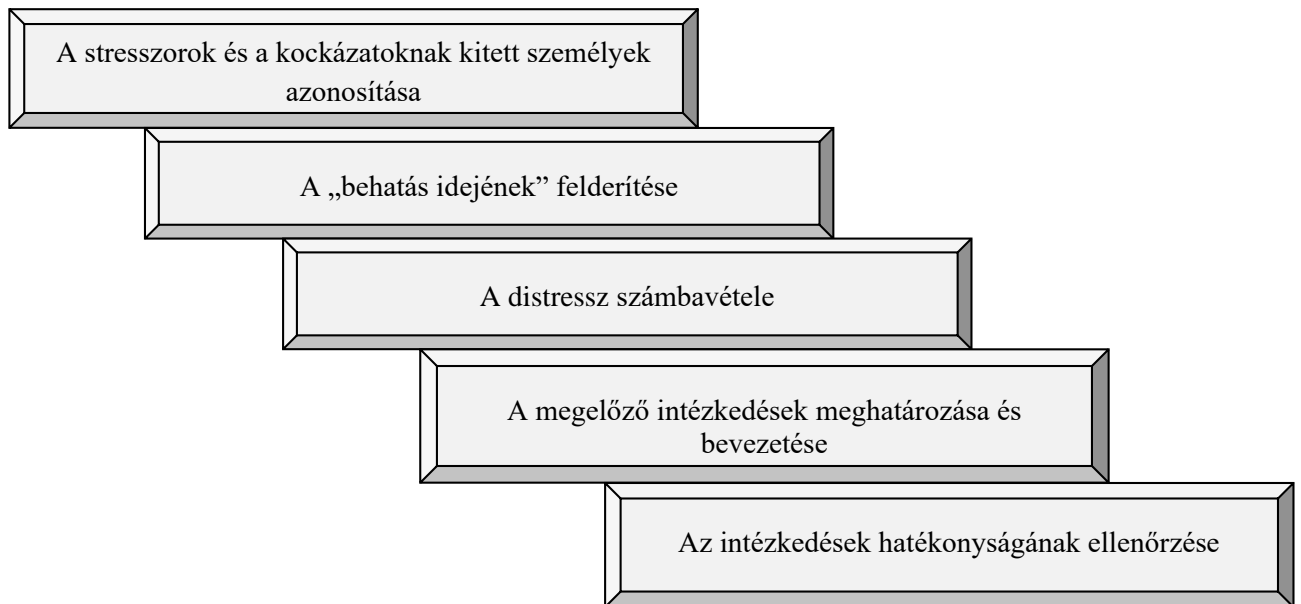 A stresszorok és a kockázatoknak kitett személyek
azonosítása
A „behatás idejének” felderítése
A distressz számbavétele
A megelőző intézkedések meghatározása és
bevezetése
Az intézkedések hatékonyságának ellenőrzése